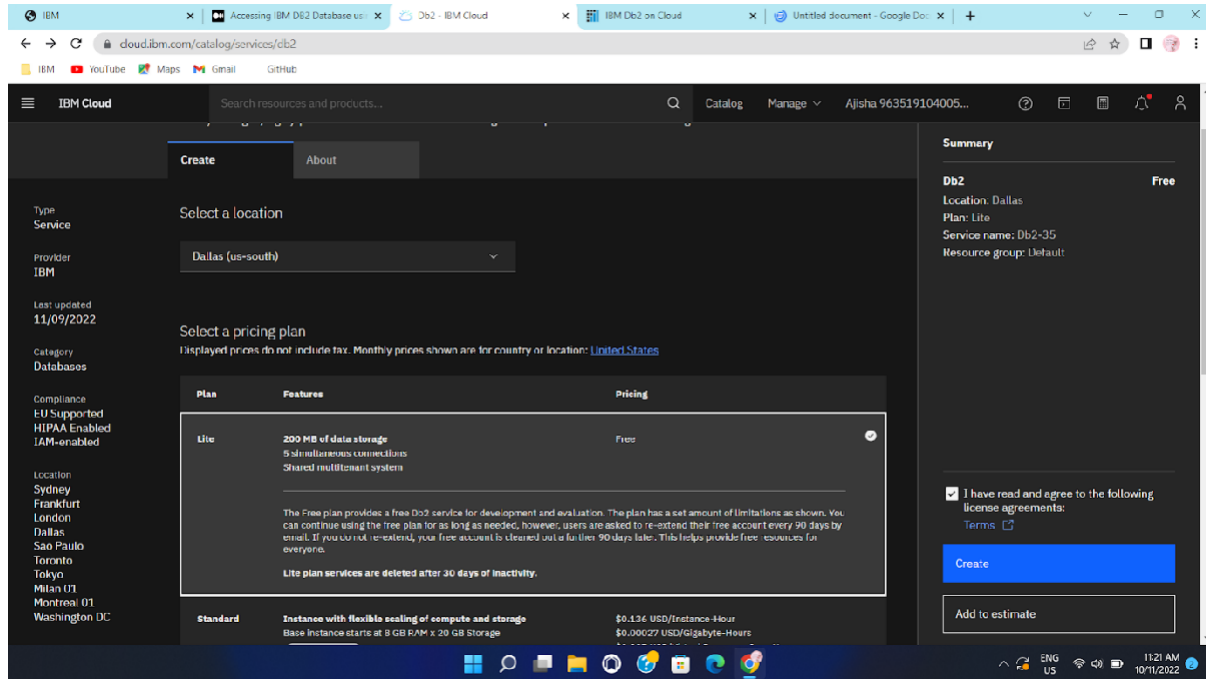 IBM
Accessing IBM DB2 Database us
Db2 - IBM Cloud
IBM Db2 on Cloud
Untitled document - Google Doc
cloud.ibm.com/catalog/services/db2
IBM
YouTube
Maps
Gmail
GitHub
IBM Cloud
Search resources and products...
Catalog
Manage
Ajisha 963519104005...
Create
About
Type
Service
Provider
IBM
Last updated
11/09/2022
Category
Databases
Compliance
EU Supported
HIPAA Enabled
IAM-enabled
Location
Sydney
Frankfurt
London
Dallas
Sao Paulo
Toronto
Tokyo
Milan 01
Montreal 01
Washington DC
Select a location
Dallas (us-south)
Select a pricing plan
Displayed prices do not include tax. Monthly prices shown are for country or location: United States
Plan Features Pricing
Lite 200 MB of data storage Free
5 simultaneous connections
Shared multitenant system
The Free plan provides a free Db2 service for development and evaluation. The plan has a set amount of limitations as shown. You
can continue using the free plan for as long as needed, however, users are asked to re-extend their free account every 90 days by
email. If you do not re-extend, your free account is cleaned out a further 90 days later. This helps provide free resources for
everyone.
Lite plan services are deleted after 30 days of inactivity.
Standard Instance with flexible scaling of compute and storage $0.136 USD/Instance-Hour
Base instance starts at 8 GB RAM x 20 GB Storage $0.00027 USD/Gigabyte-Hours
Summary
Db2 Free
Location: Dallas
Plan: Lite
Service name: Db2-35
Resource group: Default
I have read and agree to the following
license agreements:
Terms
Create
Add to estimate
ENG
US
11:21 AM
10/11/2022
2